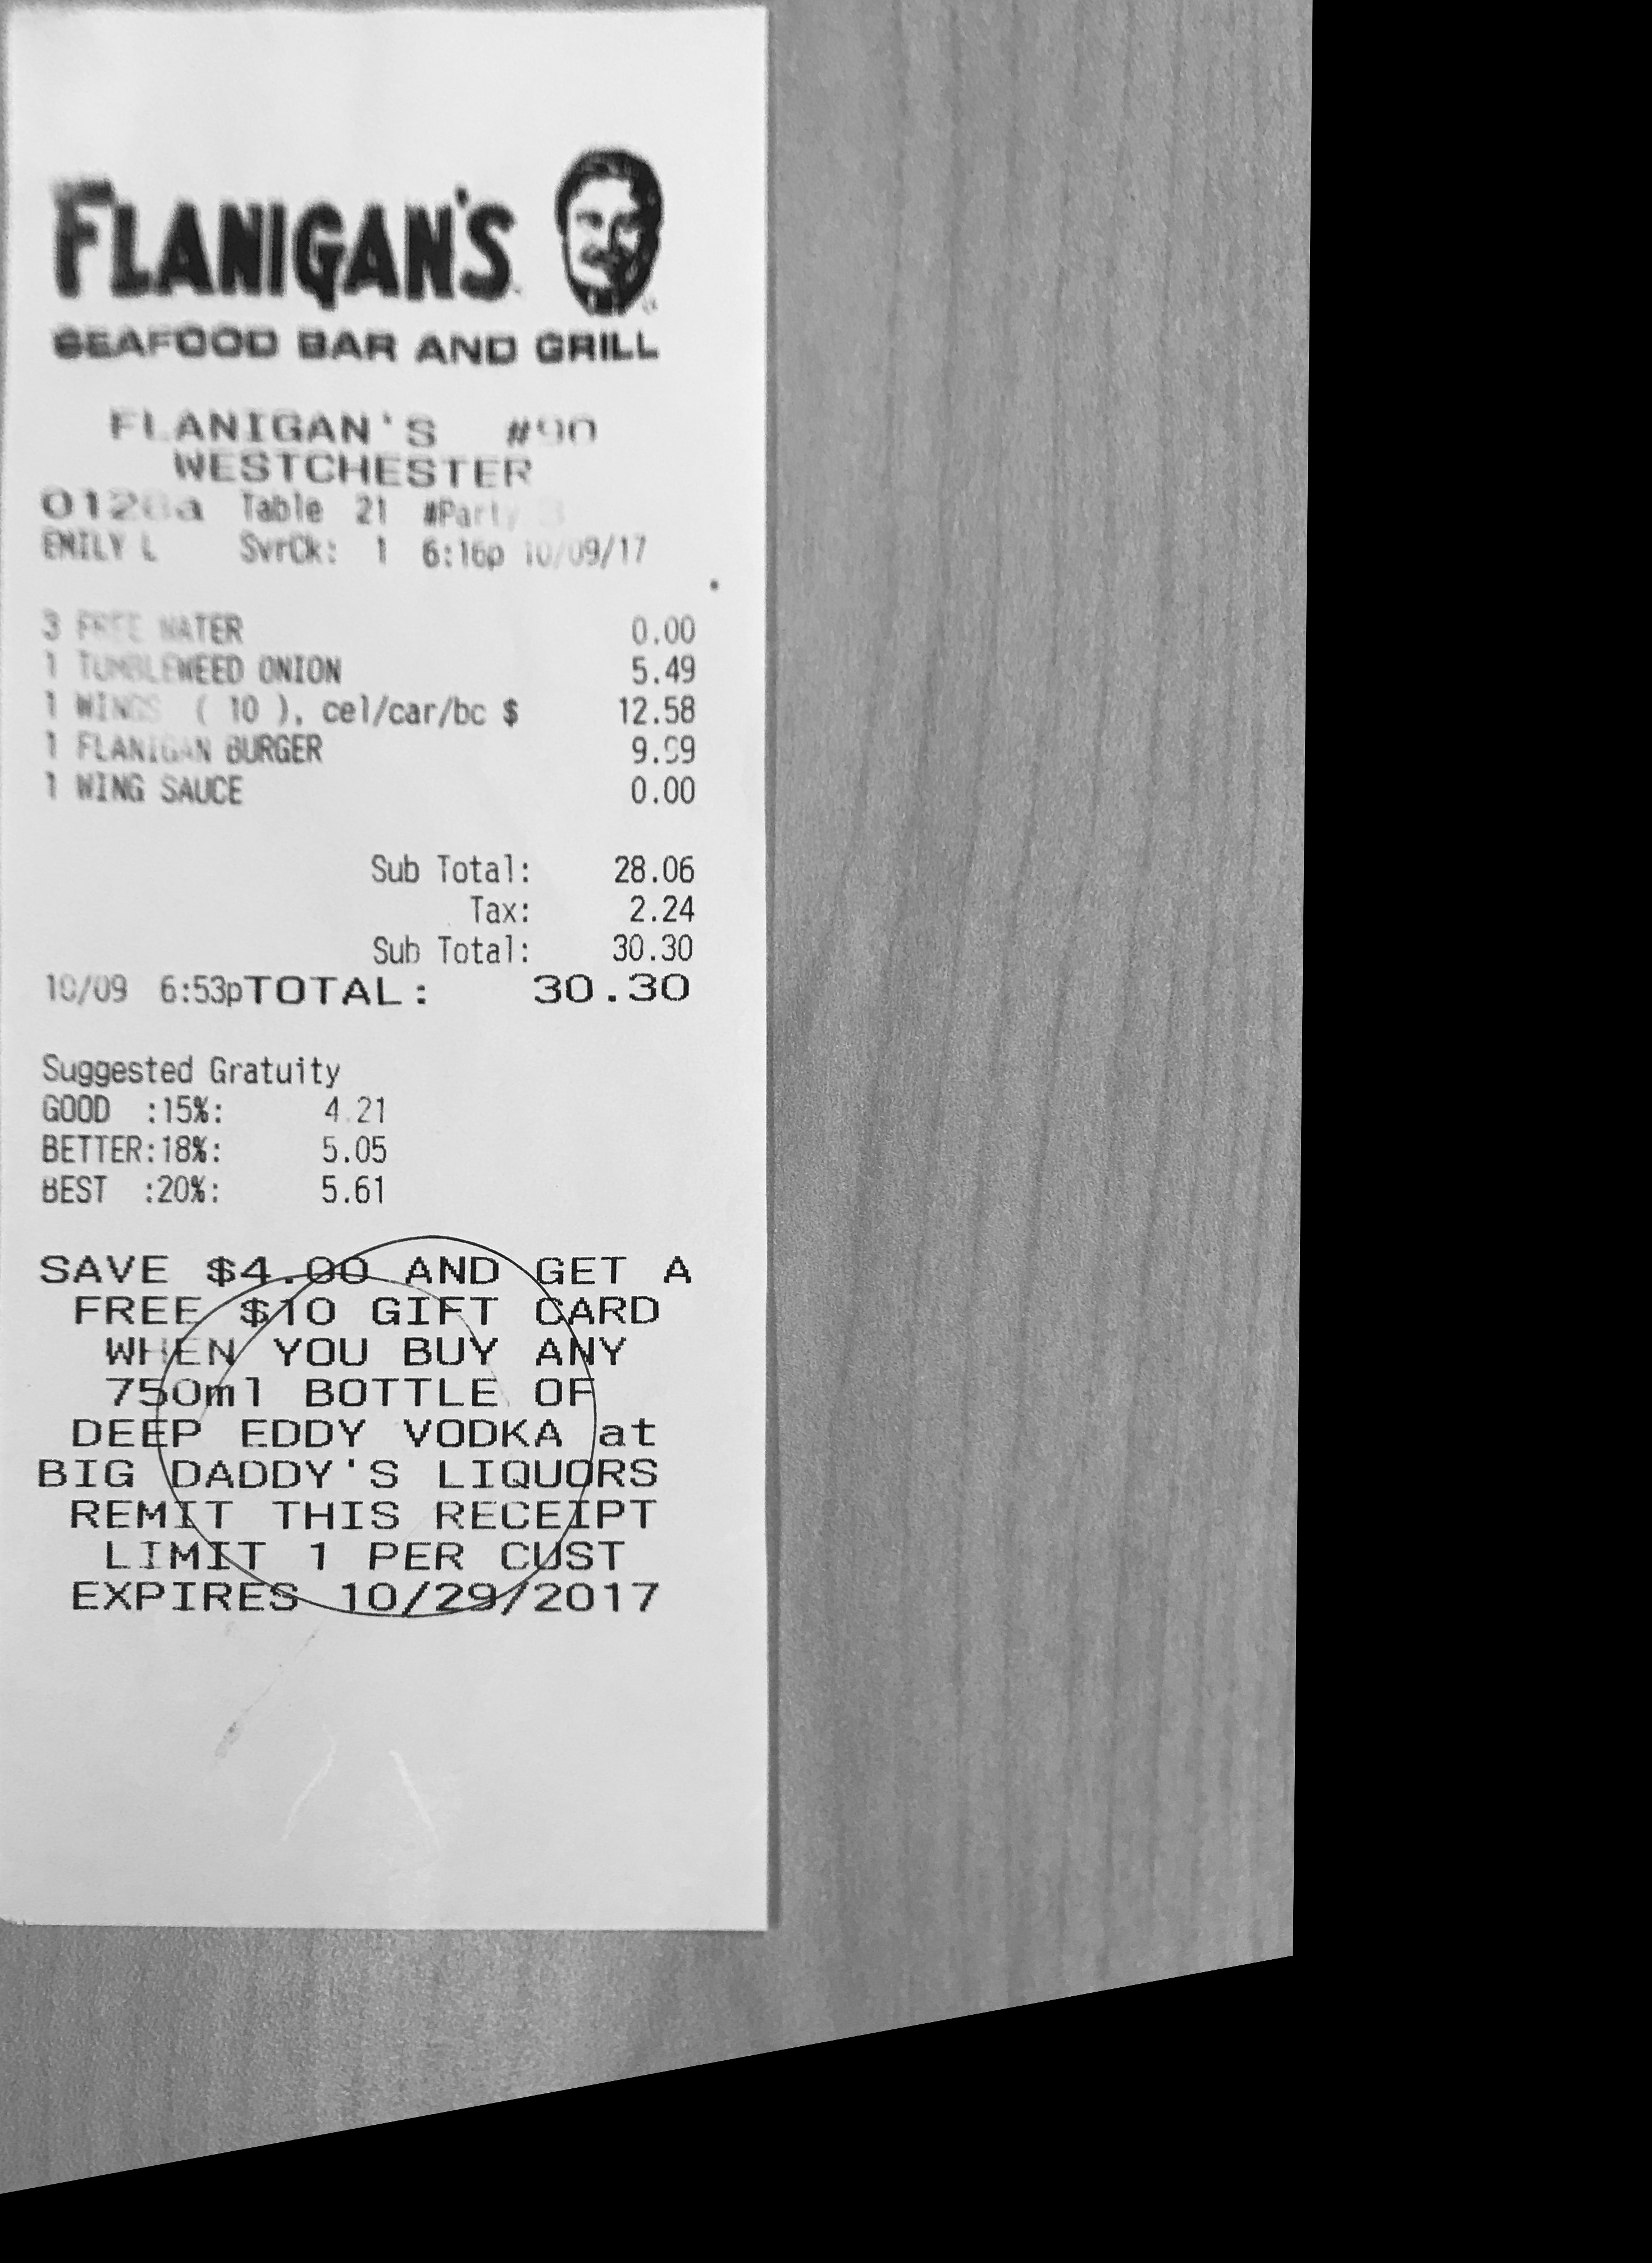 FLANIGAN'S
SEAFOOD BAR AND GRILL
FLANIGAN'S #90
WESTCHESTER
Table 21 #Party
EMILY L SvrCk: 1 6:16p 10/09/17
3 FREE WATER 0.00
1 TUMBLEWEED ONION 5.49
1 WINGS ( 10 ), cel/car/bc $ 12.58
1 FLANIGAN BURGER 9.99
1 WING SAUCE 0.00
Sub Total: 28.06
Tax: 2.24
Sub Total: 30.30
10/09 6:53pTOTAL: 30.30
Suggested Gratuity
GOOD :15%: 4.21
BETTER:18%: 5.05
BEST :20%: 5.61
SAVE $4.00 AND GET A
FREE $10 GIFT CARD
WHEN YOU BUY ANY
750ml BOTTLE OF
DEEP EDDY VODKA at
BIG DADDY'S LIQUORS
REMIT THIS RECEIPT
LIMIT 1 PER CUST
EXPIRES 10/29/2017